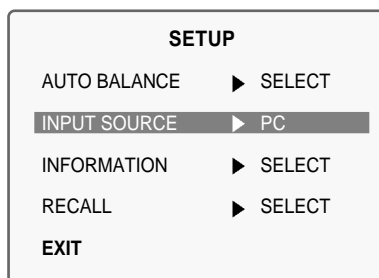 SETUP
AUTO BALANCE ▶ SELECT
INPUT SOURCE ▶ PC
INFORMATION ▶ SELECT
RECALL ▶ SELECT
EXIT